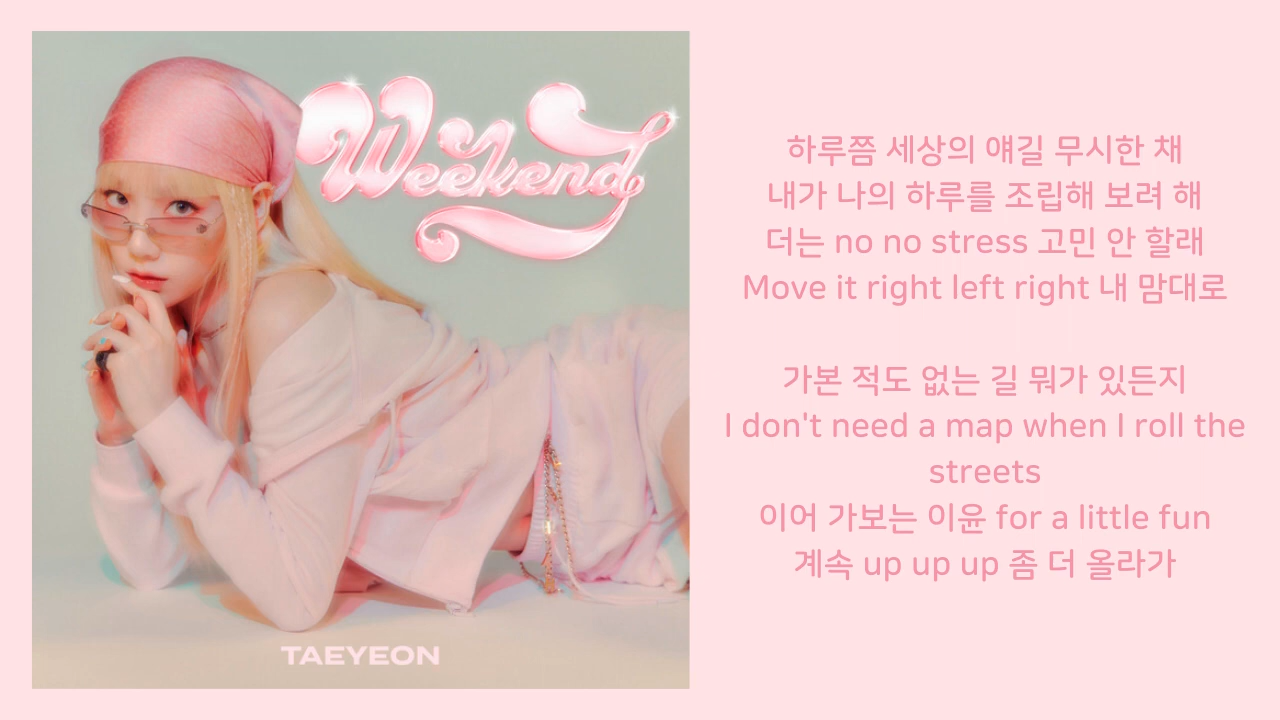 Weekend
TAEYEON
하루쯤 세상의 얘길 무시한 채
내가 나의 하루를 조립해 보려 해
더는 no no stress 고민 안 할래
Move it right left right 내 맘대로
가본 적도 없는 길 뭐가 있든지
I don't need a map when I roll the
streets
이어 가보는 이윤 for a little fun
계속 up up up 좀 더 올라가